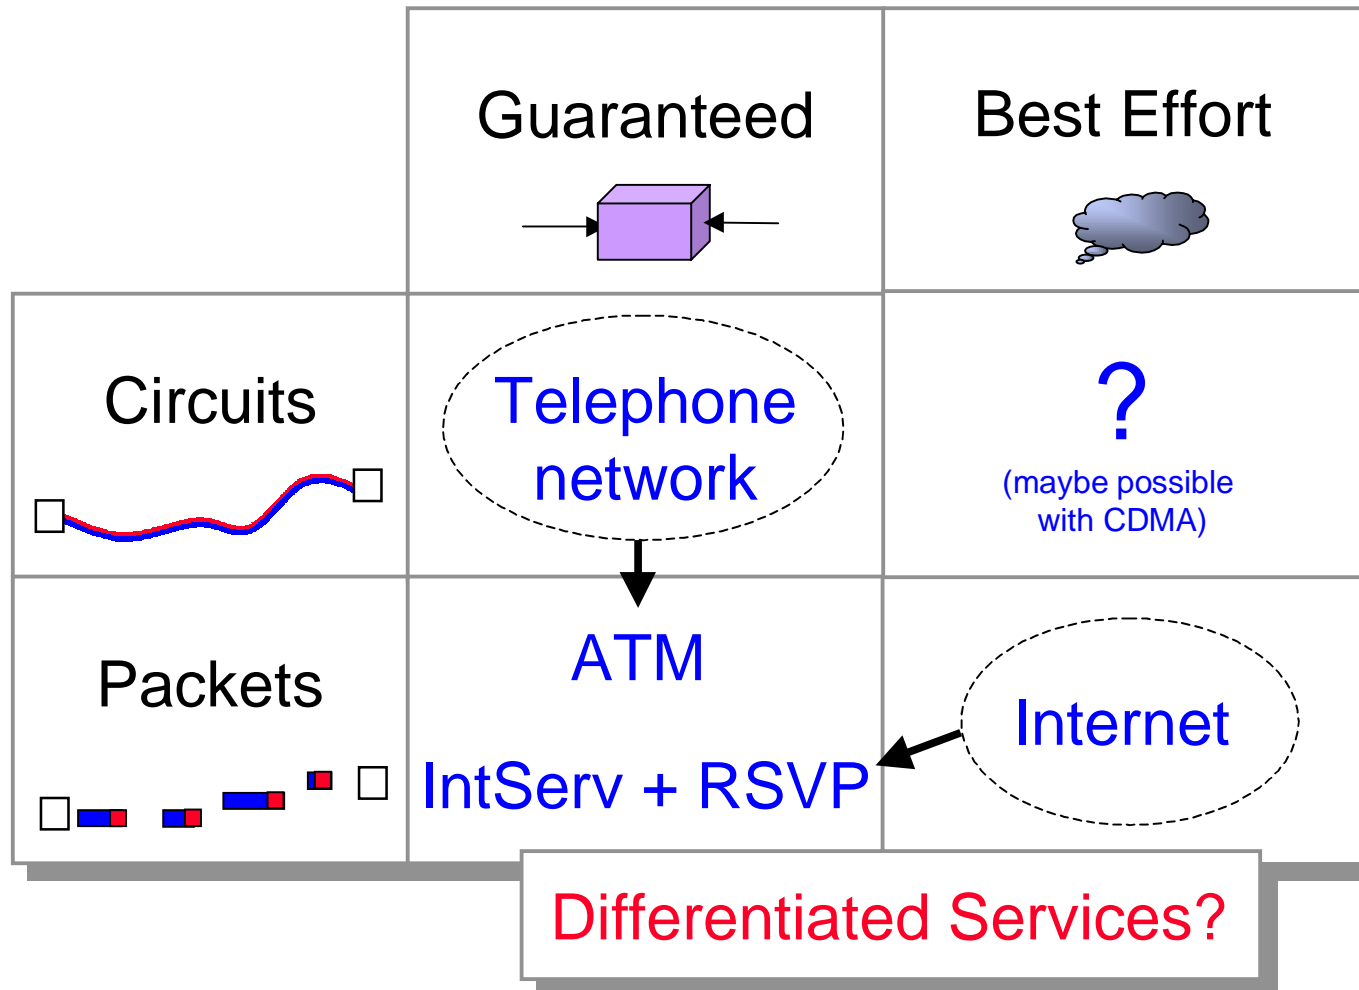 Guaranteed
Best Effort
Circuits
Telephone
network
?
(maybe possible
with CDMA)
Packets
ATM
IntServ + RSVP
Internet
Differentiated Services?